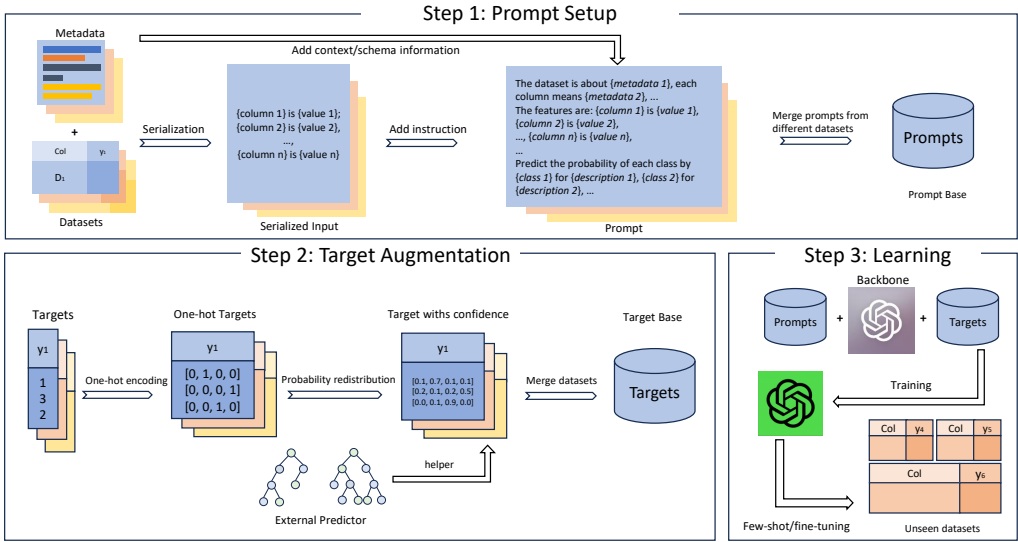 Step 1: Prompt Setup
Metadata
Add context/schema information
+
Col y₁
D₁
Datasets
Serialization
{column 1} is {value 1};
{column 2} is {value 2},
...,
{column n} is {value n}
Serialized Input
Add instruction
The dataset is about {metadata 1}, each
column means {metadata 2}, ...
The features are: {column 1} is {value 1},
{column 2} is {value 2},
..., {column n} is {value n},
...
Predict the probability of each class by
{class 1} for {description 1}, {class 2} for
{description 2}, ...
Prompt
Merge prompts from
different datasets
Prompts
Prompt Base
Step 2: Target Augmentation
Targets
y1
1
3
2
One-hot encoding
One-hot Targets
y1
[0, 1, 0, 0]
[0, 0, 0, 1]
[0, 0, 1, 0]
Probability redistribution
Target withs confidence
y1
[0.1, 0.7, 0.1, 0.1]
[0.2, 0.1, 0.2, 0.5]
[0.0, 0.1, 0.9, 0.0]
helper
External Predictor
Merge datasets
Target Base
Targets
Step 3: Learning
Backbone
Prompts
+
+
Targets
Training
Col y₄
Col y₅
Col y₆
Few-shot/fine-tuning
Unseen datasets